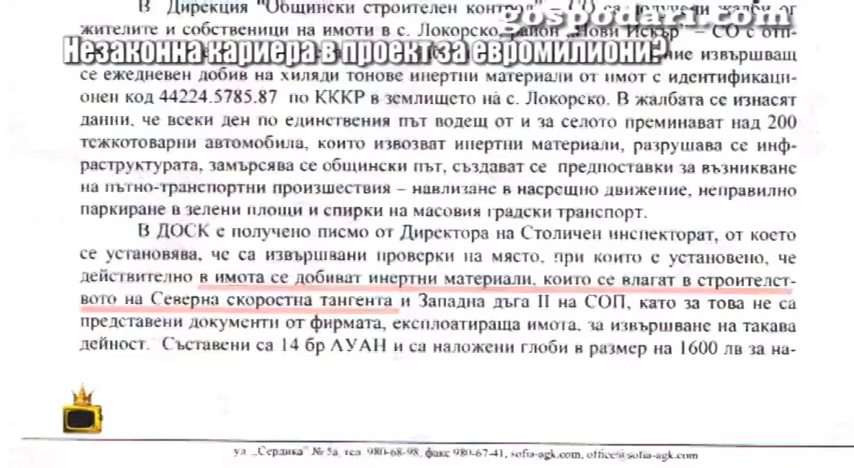 В Дирекция "Общински строителен контрол"
gospodari.com
жителите и собственици на имоти в с. Локорско, район „Нови Искър" – СО с отп-
Незаконна кариера в проект за евромилиони?
извършващ
се ежедневен добив на хиляди тонове инертни материали от имот с идентификаци-
онен код 44224.5785.87 по КККР в землището на с. Локорско. В жалбата се изнасят
данни, че всеки ден по единствения път водещ от и за селото преминават над 200
тежкотоварни автомобила, които извозват инертни материали, разрушава се инф-
раструктурата, замърсява се общински път, създават се предпоставки за възникване
на пътно-транспортни произшествия – навлизане в насрещно движение, неправилно
паркиране в зелени площи и спирки на масовия градски транспорт.
В ДОСК е получено писмо от Директора на Столичен инспекторат, от което
се установява, че са извършвани проверки на място, при които е установено, че
действително в имота се добиват инертни материали, които се влагат в строителст-
вото на Северна скоростна тангента и Западна дъга II на СОП, като за това не са
представени документи от фирмата, експлоатираща имота, за извършване на такава
дейност. Съставени са 14 бр АУАН и са наложени глоби в размер на 1600 лв за на-
ул. „Сердика" № 5а, тел. 980-68-98, факс 980-67-41, sofia-agk.com, office@sofia-agk.com